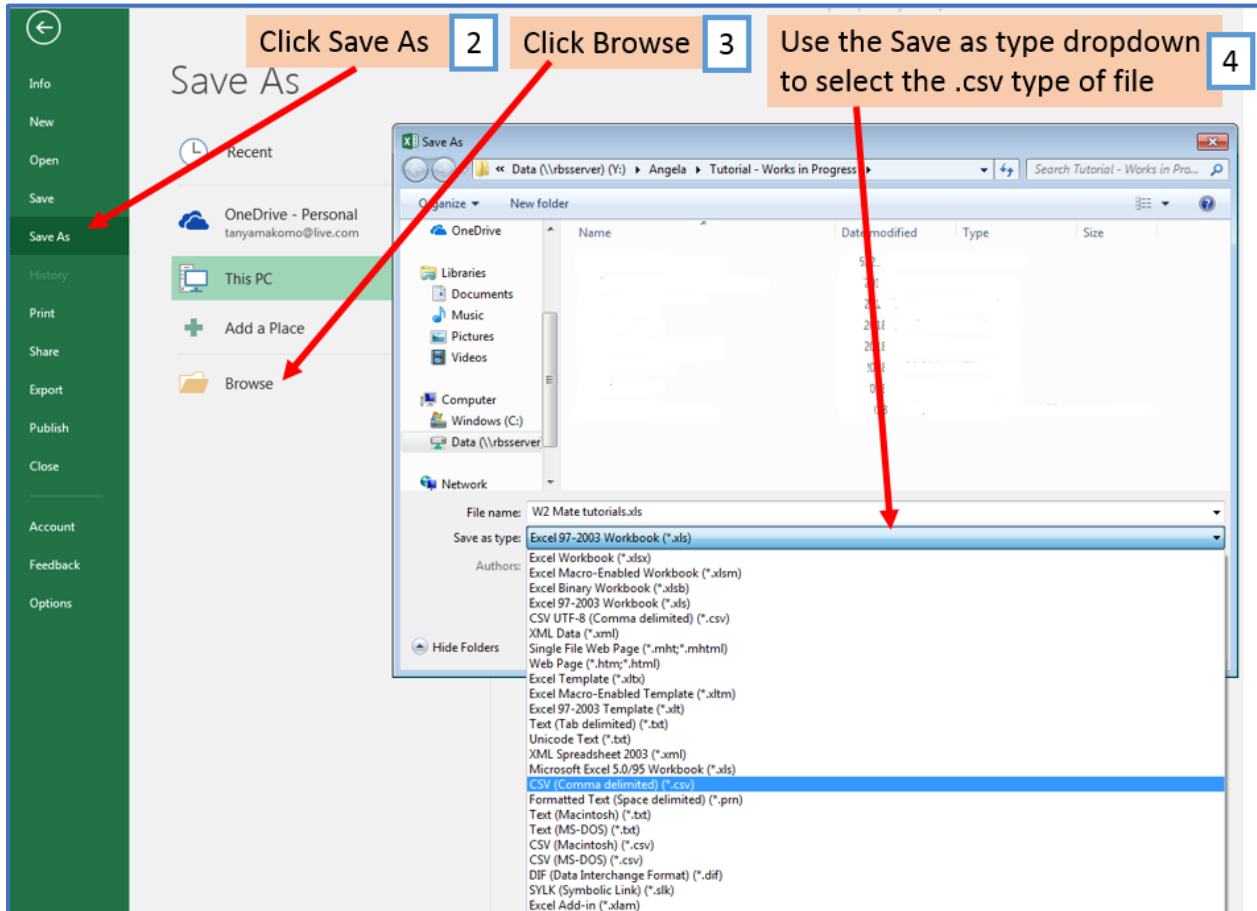 Click Save As
2
Click Browse
3
Use the Save as type dropdown
to select the .csv type of file
4
Info
New
Open
Save
Save As
History
Print
Share
Export
Publish
Close
Account
Feedback
Options
Save As
Recent
OneDrive - Personal
tanyamakomo@live.com
This PC
Add a Place
Browse
Save As
« Data (\\rbsserver) (Y:) Angela Tutorial - Works in Progress
Search Tutorial - Works in Pro...
Organize New folder
OneDrive
Libraries
Documents
Music
Pictures
Videos
Computer
Windows (C:)
Data (\\rbsserver
Network
Name Date modified Type Size
File name: W2 Mate tutorials.xls
Save as type: Excel 97-2003 Workbook (*.xls)
Authors:
Hide Folders
Excel Workbook (*.xlsx)
Excel Macro-Enabled Workbook (*.xlsm)
Excel Binary Workbook (*.xlsb)
Excel 97-2003 Workbook (*.xls)
CSV UTF-8 (Comma delimited) (*.csv)
XML Data (*.xml)
Single File Web Page (*.mht;*.mhtml)
Web Page (*.htm;*.html)
Excel Template (*.xltx)
Excel Macro-Enabled Template (*.xltm)
Excel 97-2003 Template (*.xlt)
Text (Tab delimited) (*.txt)
Unicode Text (*.txt)
XML Spreadsheet 2003 (*.xml)
Microsoft Excel 5.0/95 Workbook (*.xls)
CSV (Comma delimited) (*.csv)
Formatted Text (Space delimited) (*.prn)
Text (Macintosh) (*.txt)
Text (MS-DOS) (*.txt)
CSV (Macintosh) (*.csv)
CSV (MS-DOS) (*.csv)
DIF (Data Interchange Format) (*.dif)
SYLK (Symbolic Link) (*.slk)
Excel Add-in (*.xlam)